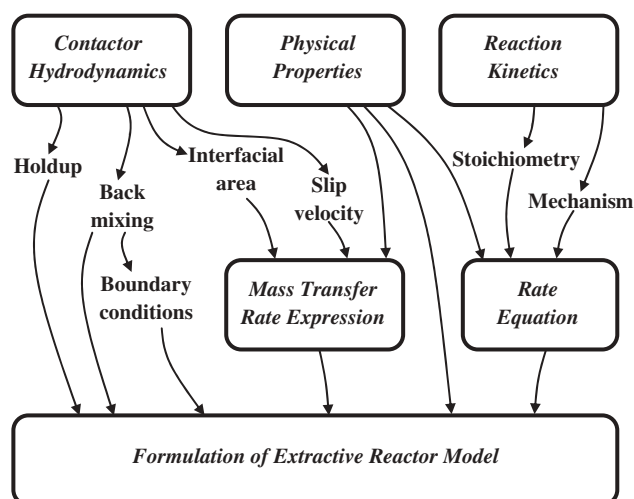 Contactor
Hydrodynamics
Physical
Properties
Reaction
Kinetics
Holdup
Back
mixing
Interfacial
area
Slip
velocity
Stoichiometry
Mechanism
Boundary
conditions
Mass Transfer
Rate Expression
Rate
Equation
Formulation of Extractive Reactor Model